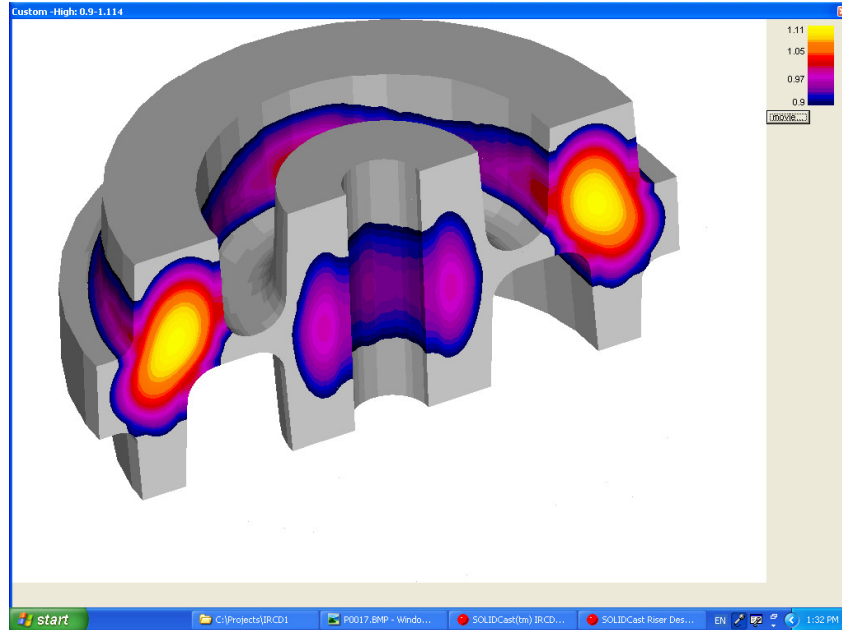 Custom -High: 0.9-1.114
1.11
1.05
0.97
0.9
movie...
start
C:\Projects\IRCD1
P0017.BMP - Windo...
SOLIDCast(tm) IRCD...
SOLIDCast Riser Des...
EN
1:32 PM